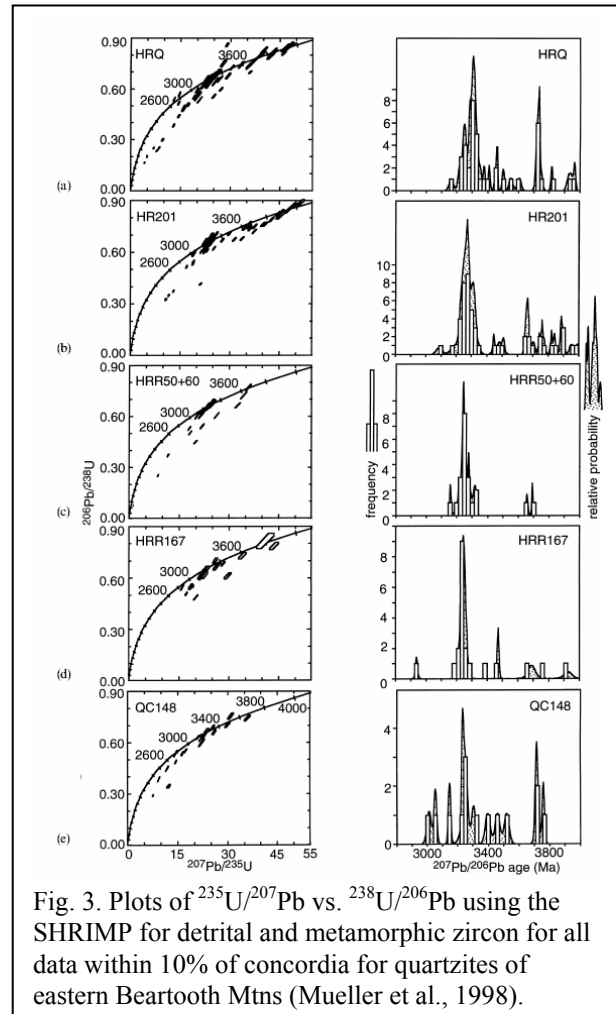 0.90
HRQ
3600
0.60
3000
2600
0.30
(a)
0.00
HRQ
8
6
4
2
0
0.90
HR201
3600
0.60
3000
2600
0.30
(b)
0.00
HR201
10
8
6
4
2
0
0.90
HRR50+60
3600
0.60
3000
2600
0.30
(c)
0.00
206Pb/238U
HRR50+60
8
6
4
2
0
frequency
relative probability
0.90
HRR167
3600
0.60
3000
2600
0.30
(d)
0.00
HRR167
8
6
4
2
0
0.90
QC148
3800
4000
3400
0.60
3000
2600
0.30
(e)
0.00
0 15 30 45 55
207Pb/235U
QC148
4
2
0
3000 3400 3800
207Pb/206Pb age (Ma)
Fig. 3. Plots of 235U/207Pb vs. 238U/206Pb using the
SHRIMP for detrital and metamorphic zircon for all
data within 10% of concordia for quartzites of
eastern Beartooth Mtns (Mueller et al., 1998).